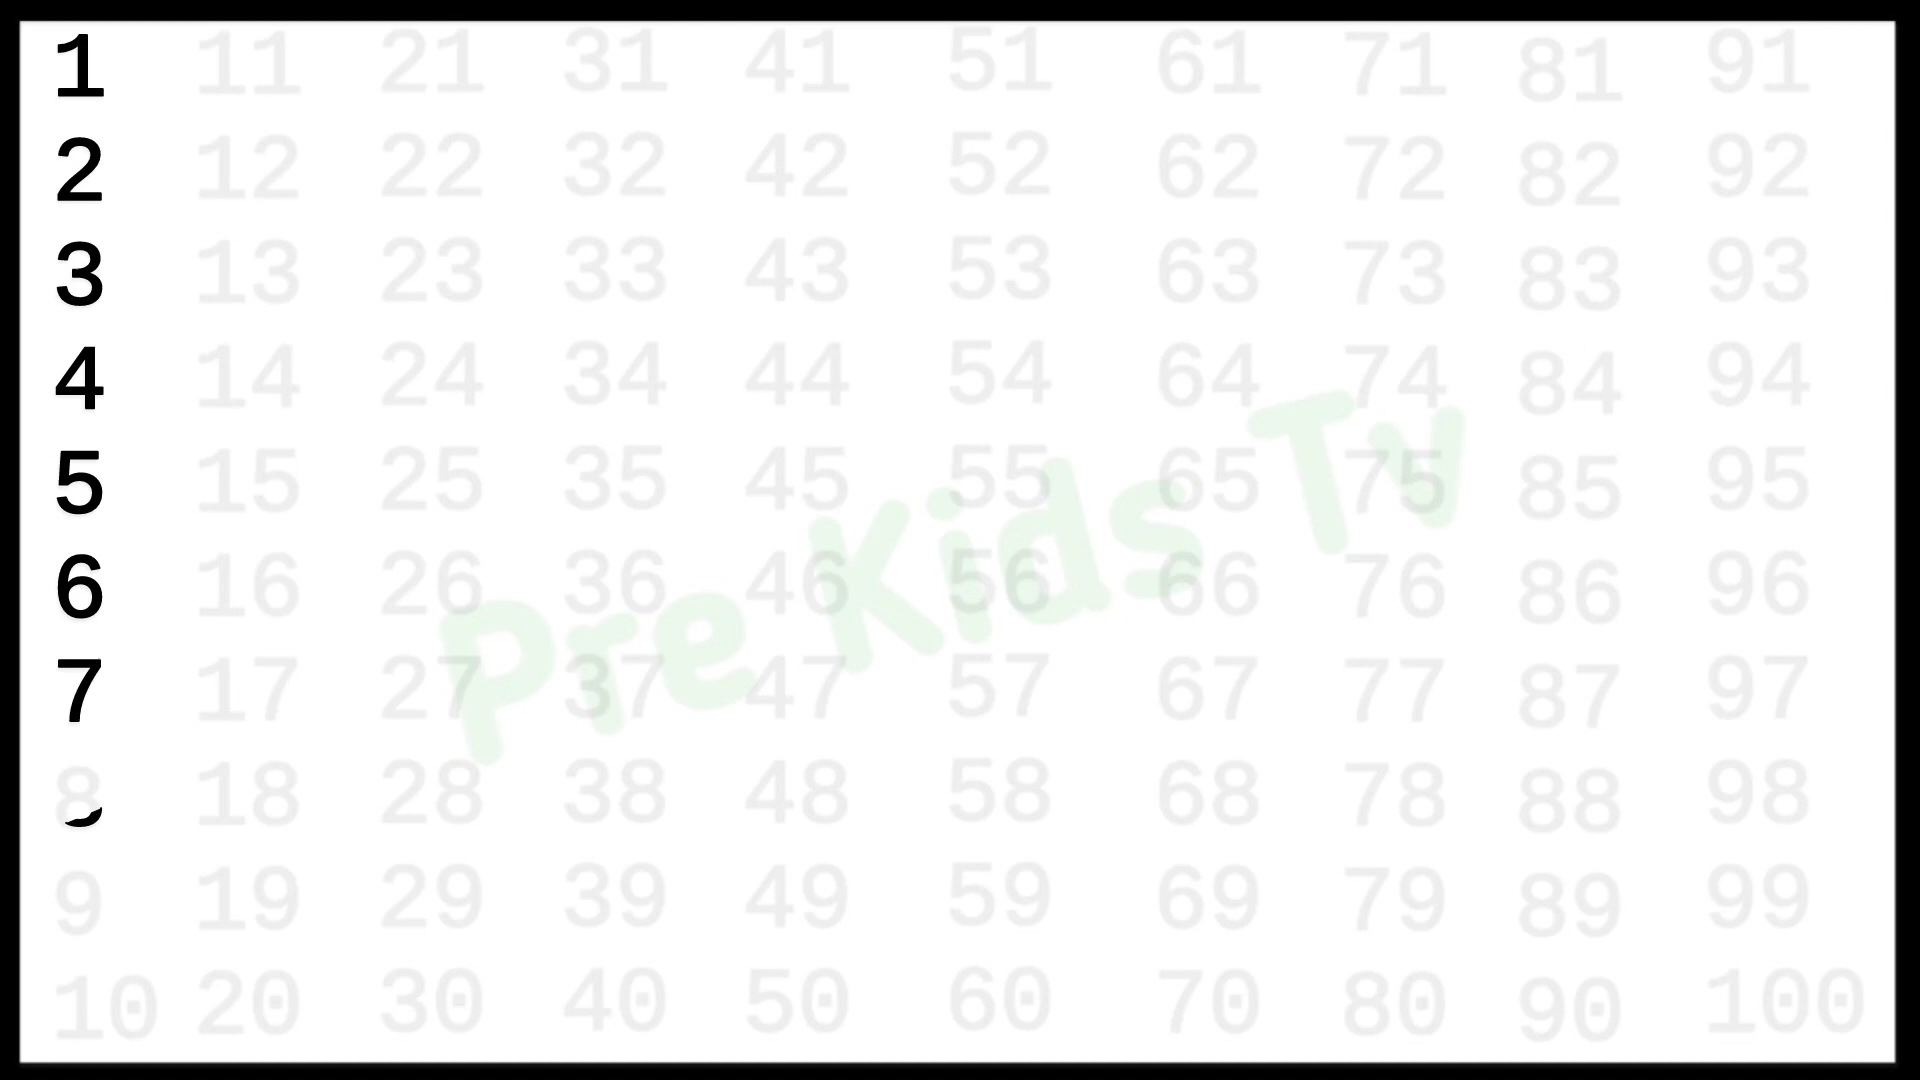 1 11 21 31 41 51 61 71 81 91
2 12 22 32 42 52 62 72 82 92
3 13 23 33 43 53 63 73 83 93
4 14 24 34 44 54 64 74 84 94
5 15 25 35 45 55 65 75 85 95
6 16 26 36 46 56 66 76 86 96
7 17 27 37 47 57 67 77 87 97
8 18 28 38 48 58 68 78 88 98
9 19 29 39 49 59 69 79 89 99
10 20 30 40 50 60 70 80 90 100
Pre Kids Tv